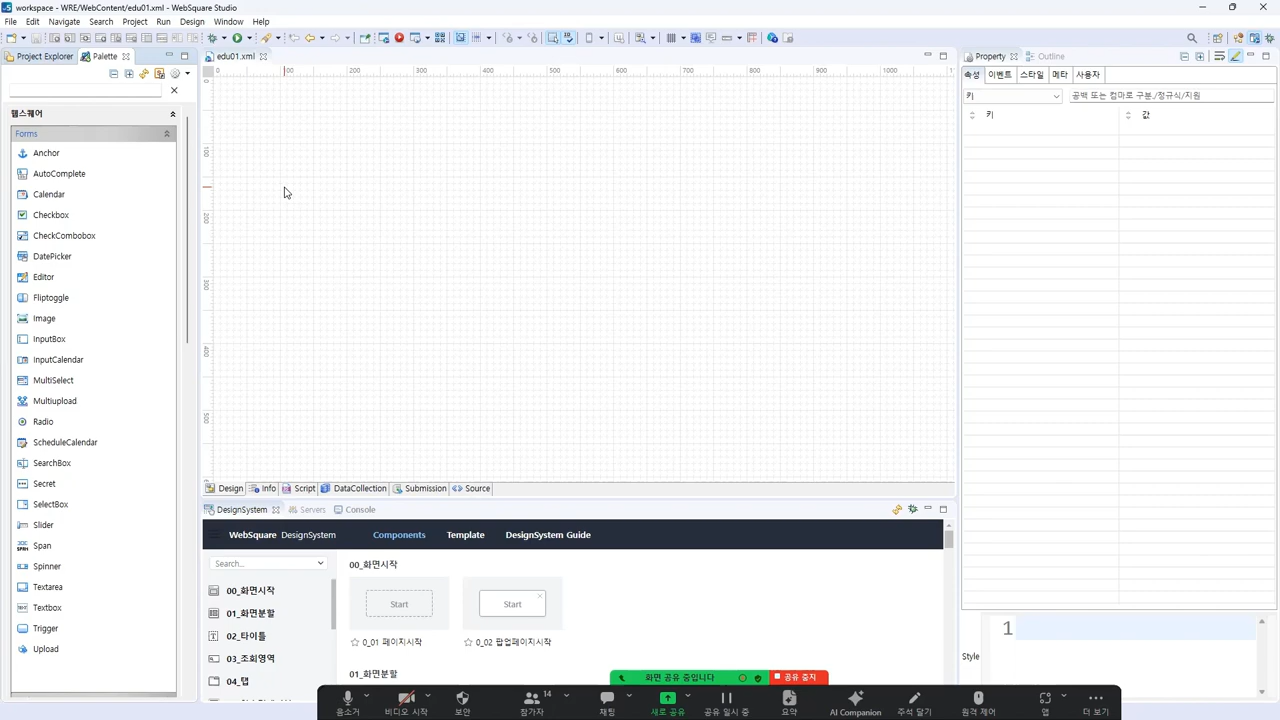 workspace - WRE/WebContent/edu01.xml - WebSquare Studio
File Edit Navigate Search Project Run Design Window Help
Project Explorer
Palette
edu01.xml
Property
Outline
속성
이벤트
스타일
메타
사용자
키
공백 또는 컴마로 구분/정규식/지원
키
값
0 100 200 300 400 500 600 700 800 900 1000
0
100
200
300
400
500
웹스퀘어
Forms
Anchor
AutoComplete
Calendar
Checkbox
CheckCombobox
DatePicker
Editor
Fliptoggle
Image
InputBox
InputCalendar
MultiSelect
Multiupload
Radio
ScheduleCalendar
SearchBox
Secret
SelectBox
Slider
Span
Spinner
Textarea
Textbox
Trigger
Upload
Design Info Script DataCollection Submission Source
DesignSystem Servers Console
WebSquare DesignSystem Components Template DesignSystem Guide
Search...
00_화면시작
01_화면분할
02_타이틀
03_조회영역
04_탭
00_화면시작
Start
Start
0_01 페이지시작
0_02 팝업페이지시작
01_화면분할
1
Style
화면 공유 중입니다
공유 중지
14
음소거
비디오 시작
보안
참가자
채팅
새로 공유
공유 일시 중
요약
AI Companion
주석 달기
원격 제어
앱
더 보기